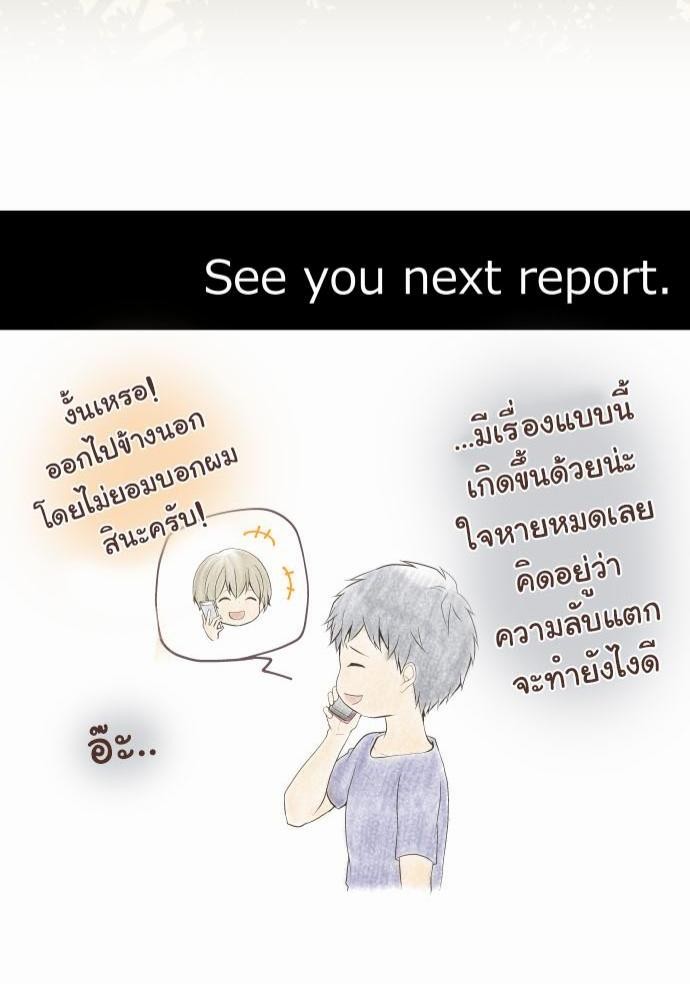 See you next report.
...มีเรื่องแบบนี้
เกิดขึ้นด้วยน่ะ
ใจหายหมดเลย
คิดอยู่ว่า
ความลับแตก
จะทำยังไงดี
งั้นเหรอ!
ออกไปข้างนอก
โดยไม่ยอมบอกผม
สินะครับ!
อ๊ะ..